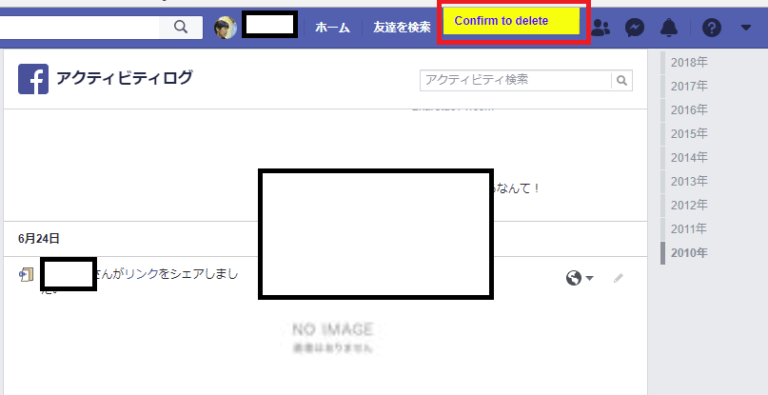 ホーム 友達を検索 Confirm to delete
アクティビティログ
アクティビティ検索
なんて！
6月24日
さんがリンクをシェアしまし
た。
NO IMAGE
画像はありません
2018年
2017年
2016年
2015年
2014年
2013年
2012年
2011年
2010年